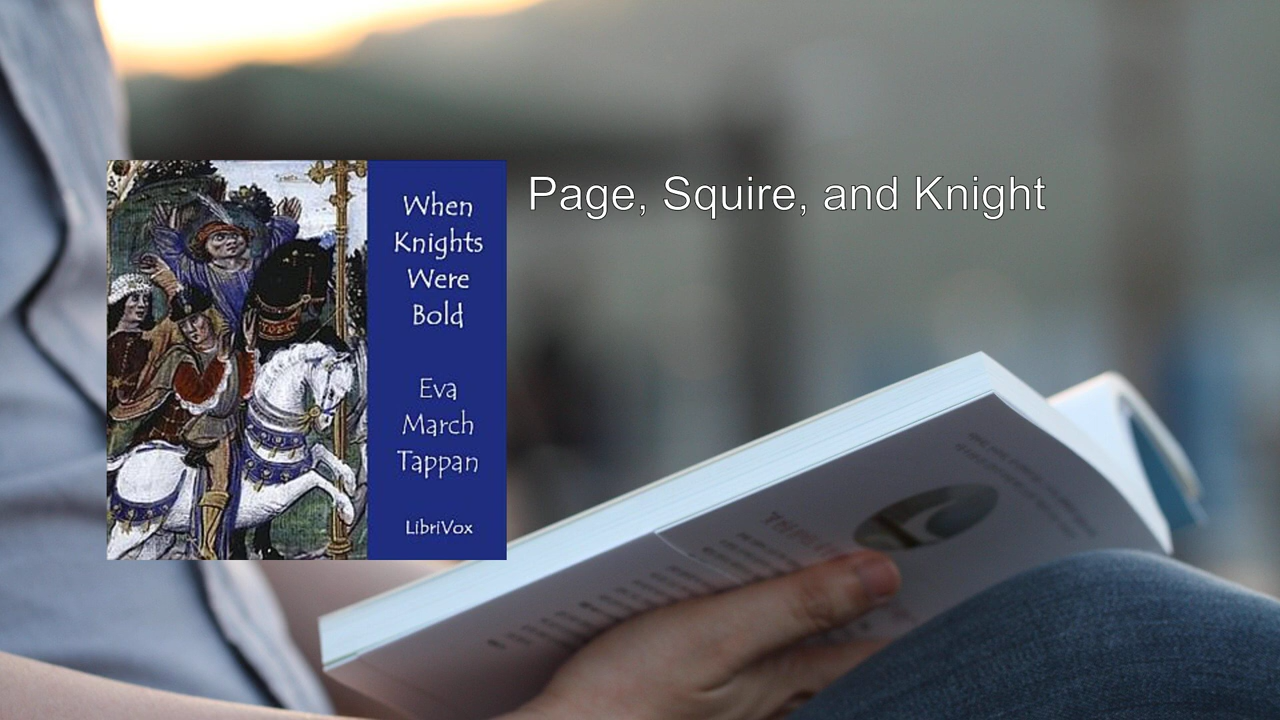 When
Knights
Were
Bold
Eva
March
Tappan
LibriVox
Page, Squire, and Knight